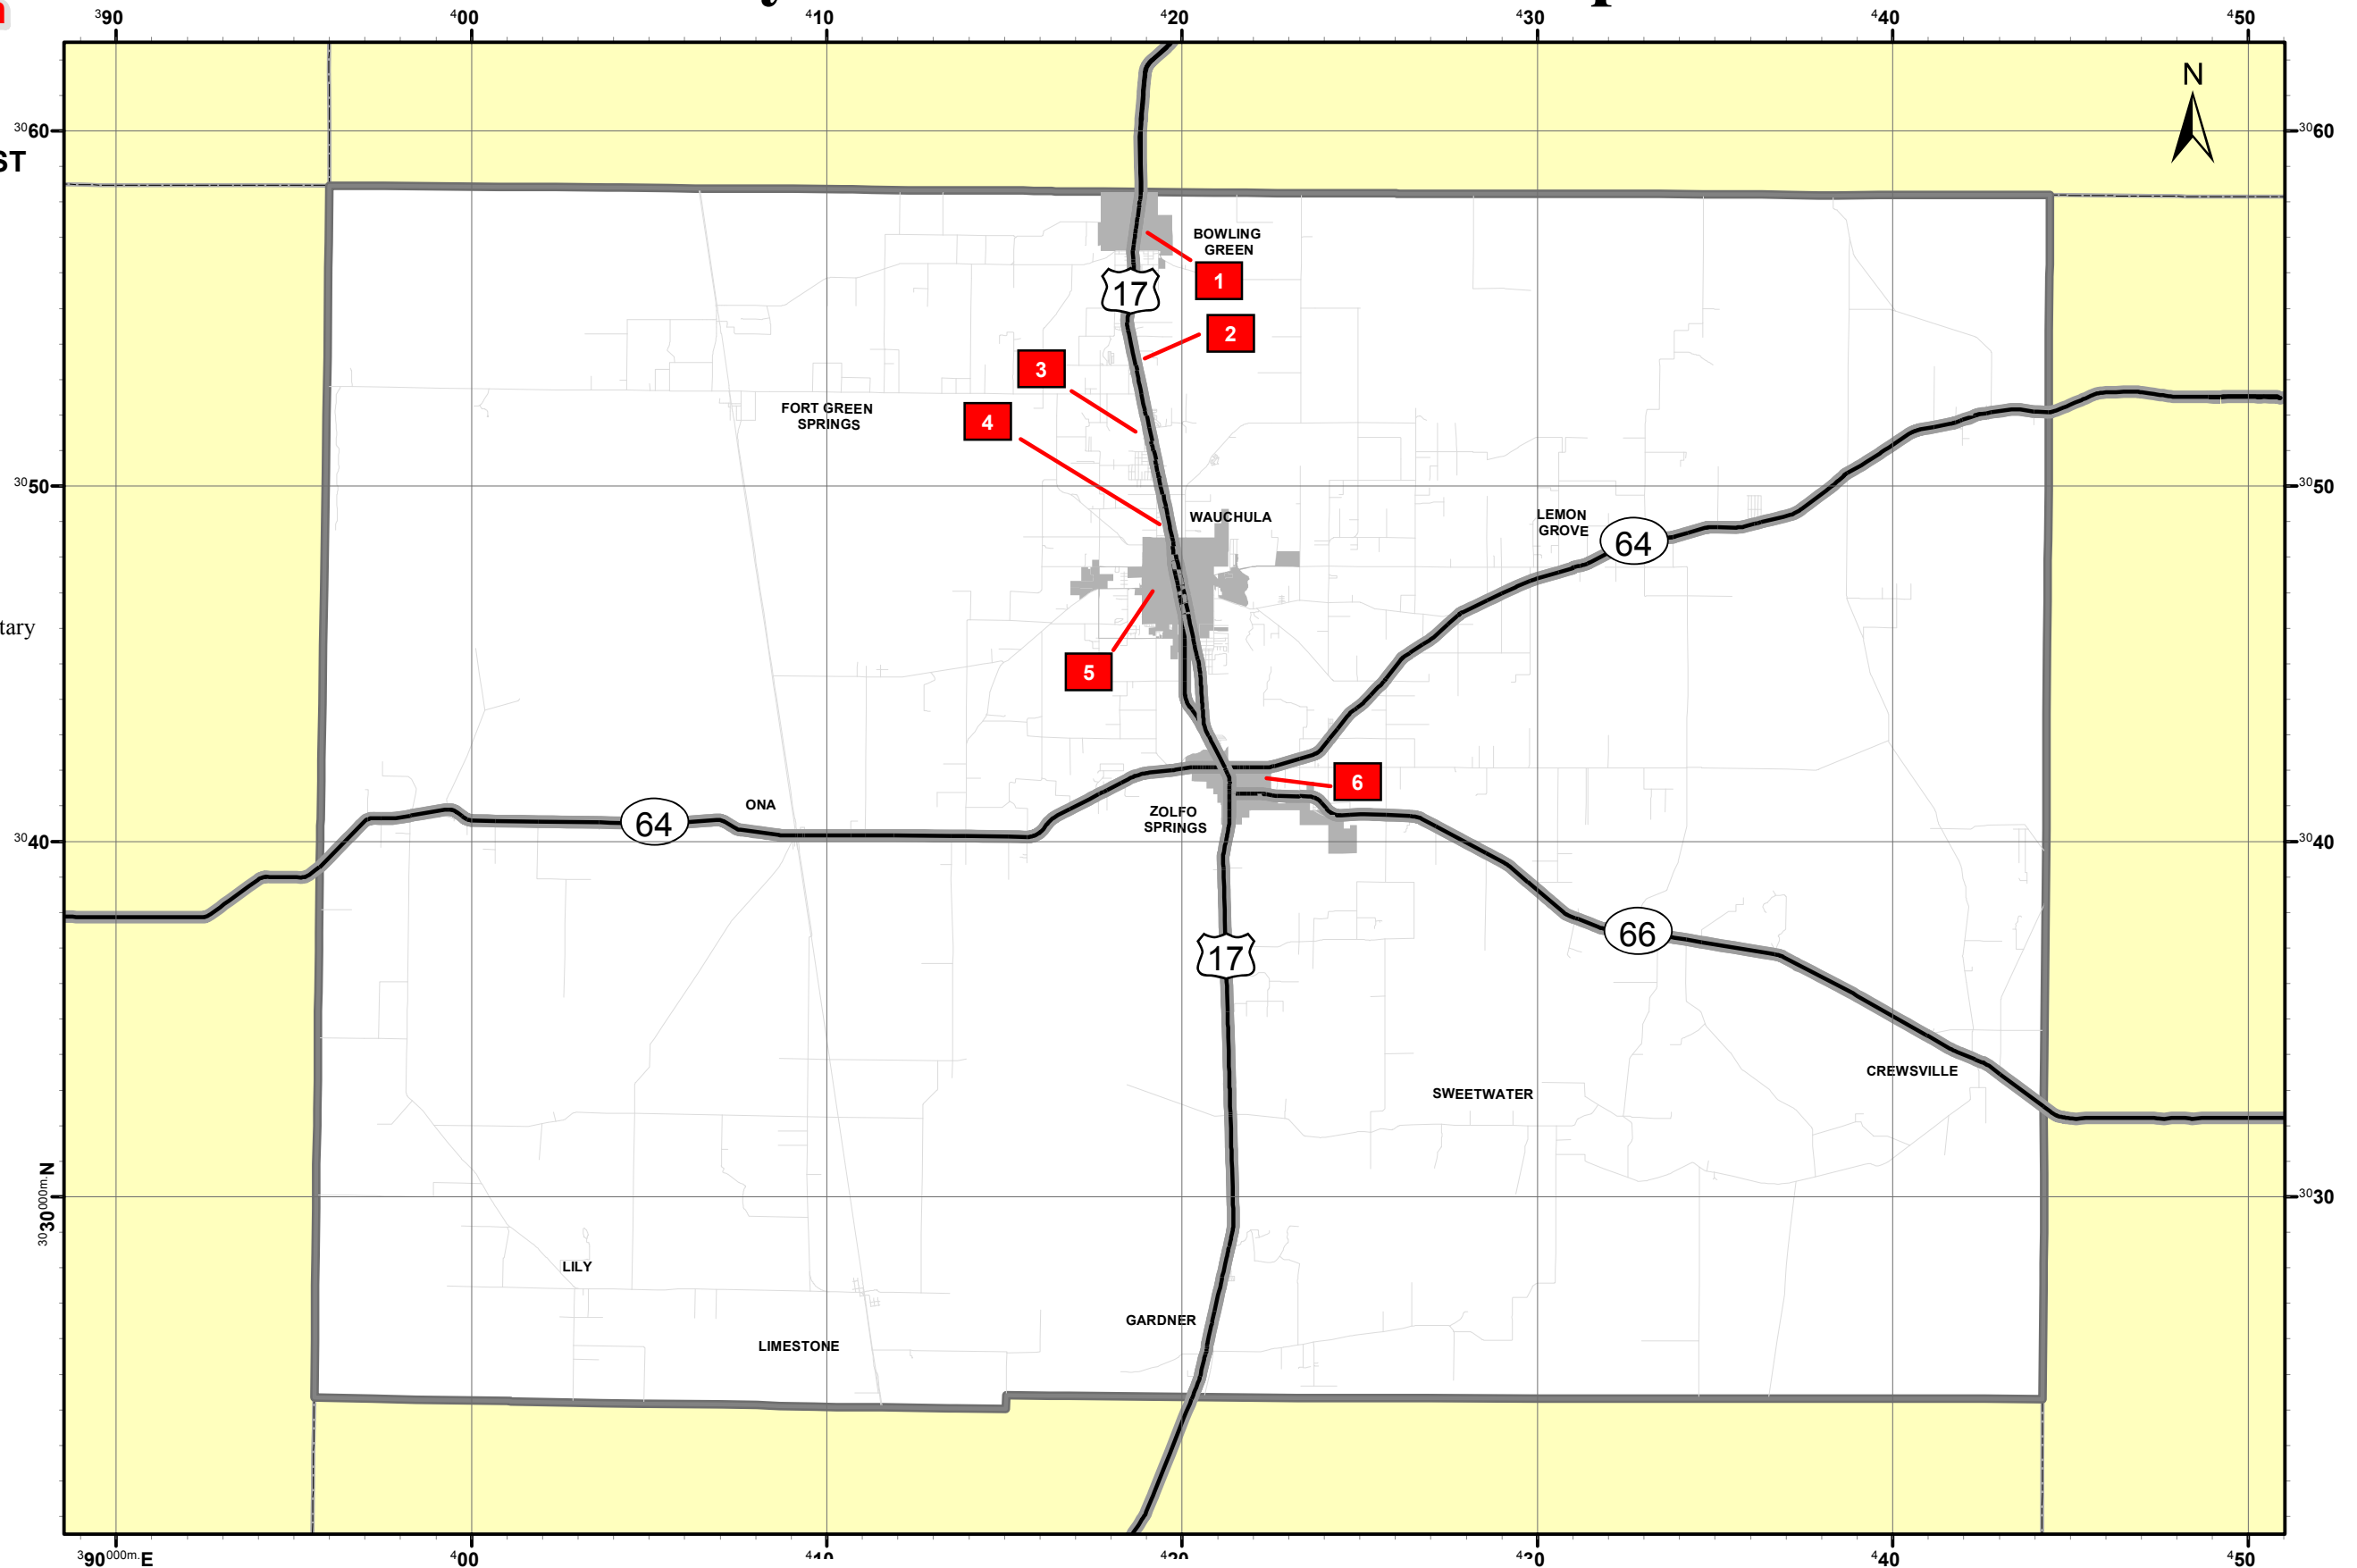 390 400 410 420 430 440 450
N
3060 3060
ST
BOWLING
GREEN
1
17
2
3
FORT GREEN
SPRINGS
4
3050 3050
WAUCHULA
LEMON
GROVE
64
tary
5
6
ONA
ZOLFO
SPRINGS
64
3040 3040
66
17
CREWSVILLE
SWEETWATER
3030000m.N 3030
LILY
GARDNER
LIMESTONE
390000m.E 400 410 420 430 440 450